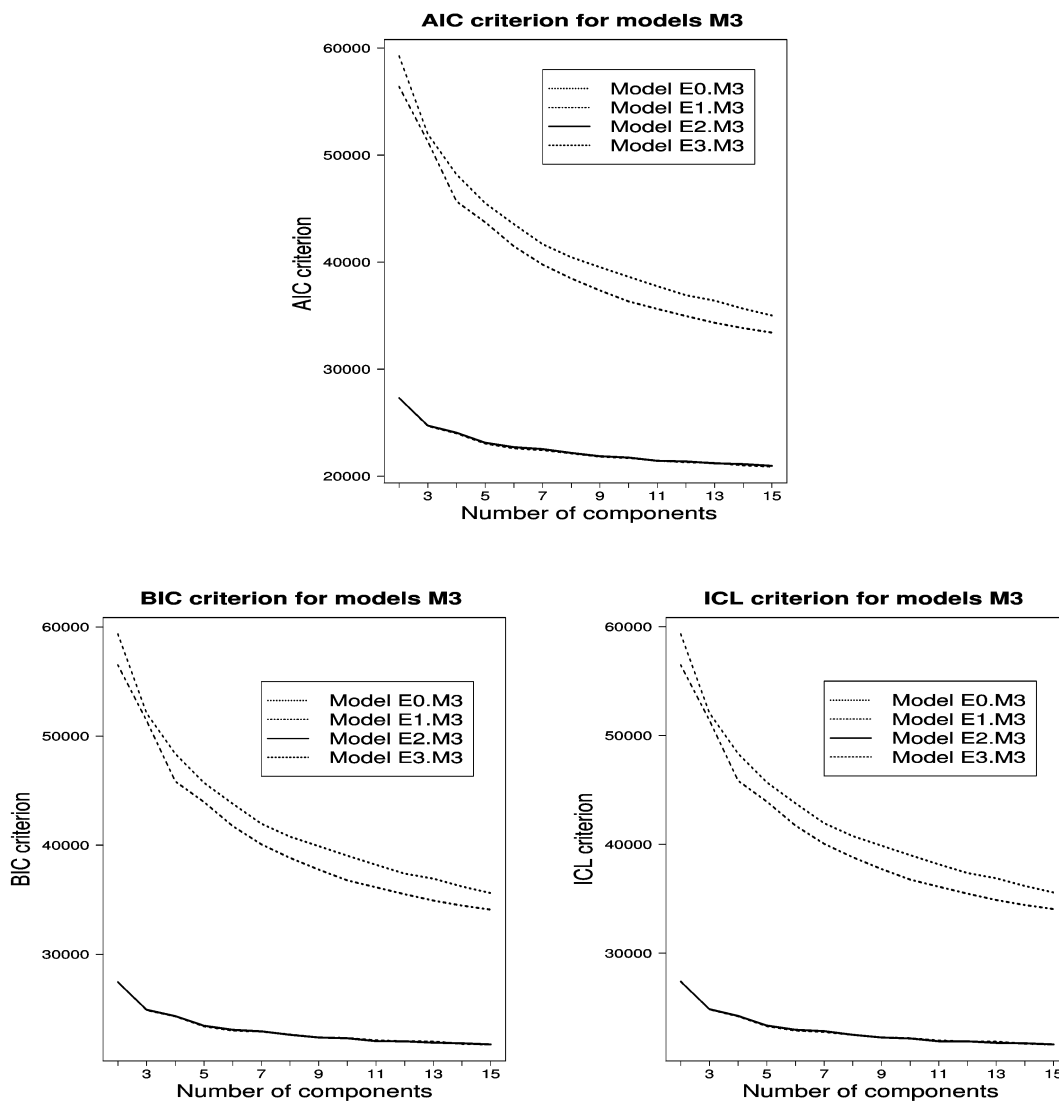 AIC criterion for models M3
60000
50000
40000
30000
20000
AIC criterion
Model E0.M3
Model E1.M3
Model E2.M3
Model E3.M3
3 5 7 9 11 13 15
Number of components
BIC criterion for models M3
60000
50000
40000
30000
BIC criterion
Model E0.M3
Model E1.M3
Model E2.M3
Model E3.M3
3 5 7 9 11 13 15
Number of components
ICL criterion for models M3
60000
50000
40000
30000
ICL criterion
Model E0.M3
Model E1.M3
Model E2.M3
Model E3.M3
3 5 7 9 11 13 15
Number of components